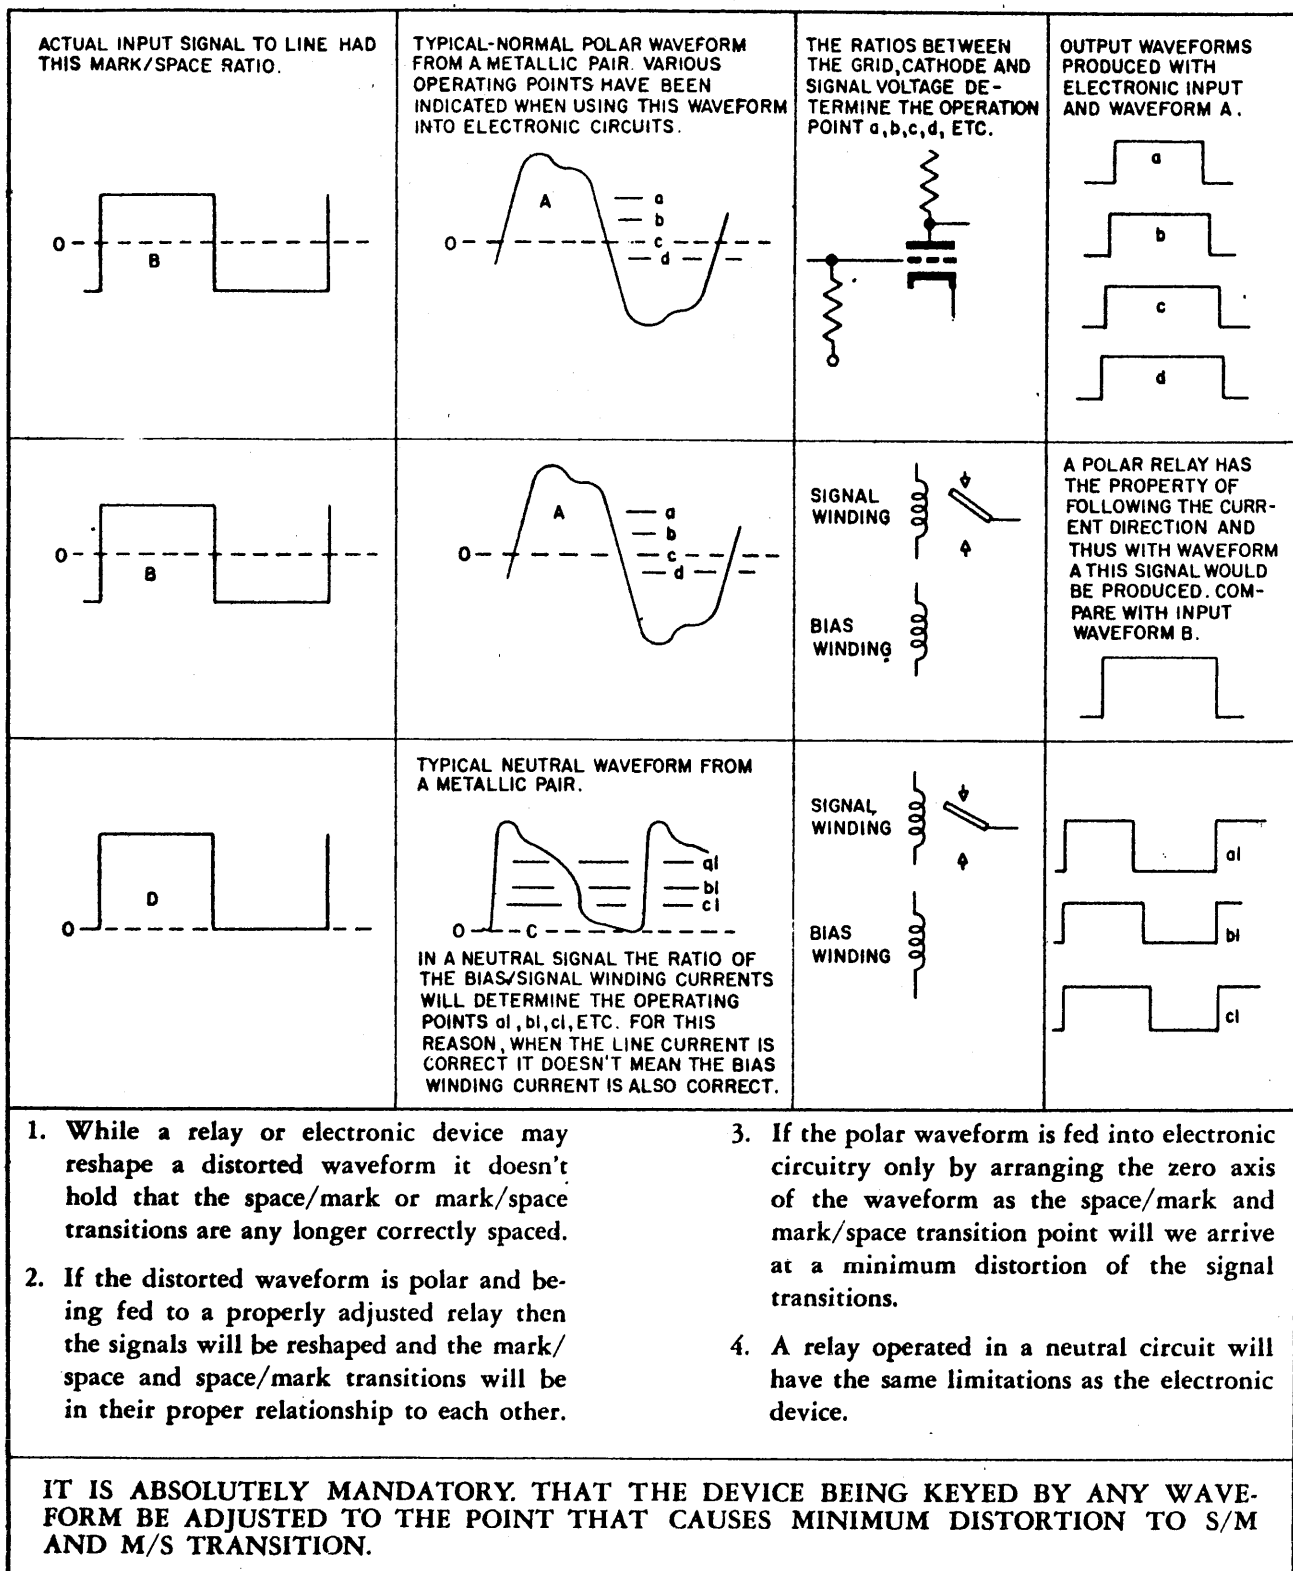 ACTUAL INPUT SIGNAL TO LINE HAD
THIS MARK/SPACE RATIO.
0
B
TYPICAL-NORMAL POLAR WAVEFORM
FROM A METALLIC PAIR. VARIOUS
OPERATING POINTS HAVE BEEN
INDICATED WHEN USING THIS WAVEFORM
INTO ELECTRONIC CIRCUITS.
A
a
b
0
c
d
THE RATIOS BETWEEN
THE GRID, CATHODE AND
SIGNAL VOLTAGE DE-
TERMINE THE OPERATION
POINT a,b,c,d, ETC.
OUTPUT WAVEFORMS
PRODUCED WITH
ELECTRONIC INPUT
AND WAVEFORM A.
a
b
c
d
0
B
A
a
b
0
c
d
SIGNAL
WINDING
BIAS
WINDING
A POLAR RELAY HAS
THE PROPERTY OF
FOLLOWING THE CURR-
ENT DIRECTION AND
THUS WITH WAVEFORM
A THIS SIGNAL WOULD
BE PRODUCED. COM-
PARE WITH INPUT
WAVEFORM B.
D
0
TYPICAL NEUTRAL WAVEFORM FROM
A METALLIC PAIR.
a1
b1
c1
0
C
IN A NEUTRAL SIGNAL THE RATIO OF
THE BIAS/SIGNAL WINDING CURRENTS
WILL DETERMINE THE OPERATING
POINTS a1, b1, c1, ETC. FOR THIS
REASON, WHEN THE LINE CURRENT IS
CORRECT IT DOESN'T MEAN THE BIAS
WINDING CURRENT IS ALSO CORRECT.
SIGNAL
WINDING
BIAS
WINDING
a1
b1
c1
1. While a relay or electronic device may
reshape a distorted waveform it doesn't
hold that the space/mark or mark/space
transitions are any longer correctly spaced.
2. If the distorted waveform is polar and be-
ing fed to a properly adjusted relay then
the signals will be reshaped and the mark/
space and space/mark transitions will be
in their proper relationship to each other.
3. If the polar waveform is fed into electronic
circuitry only by arranging the zero axis
of the waveform as the space/mark and
mark/space transition point will we arrive
at a minimum distortion of the signal
transitions.
4. A relay operated in a neutral circuit will
have the same limitations as the electronic
device.
IT IS ABSOLUTELY MANDATORY. THAT THE DEVICE BEING KEYED BY ANY WAVE-
FORM BE ADJUSTED TO THE POINT THAT CAUSES MINIMUM DISTORTION TO S/M
AND M/S TRANSITION.